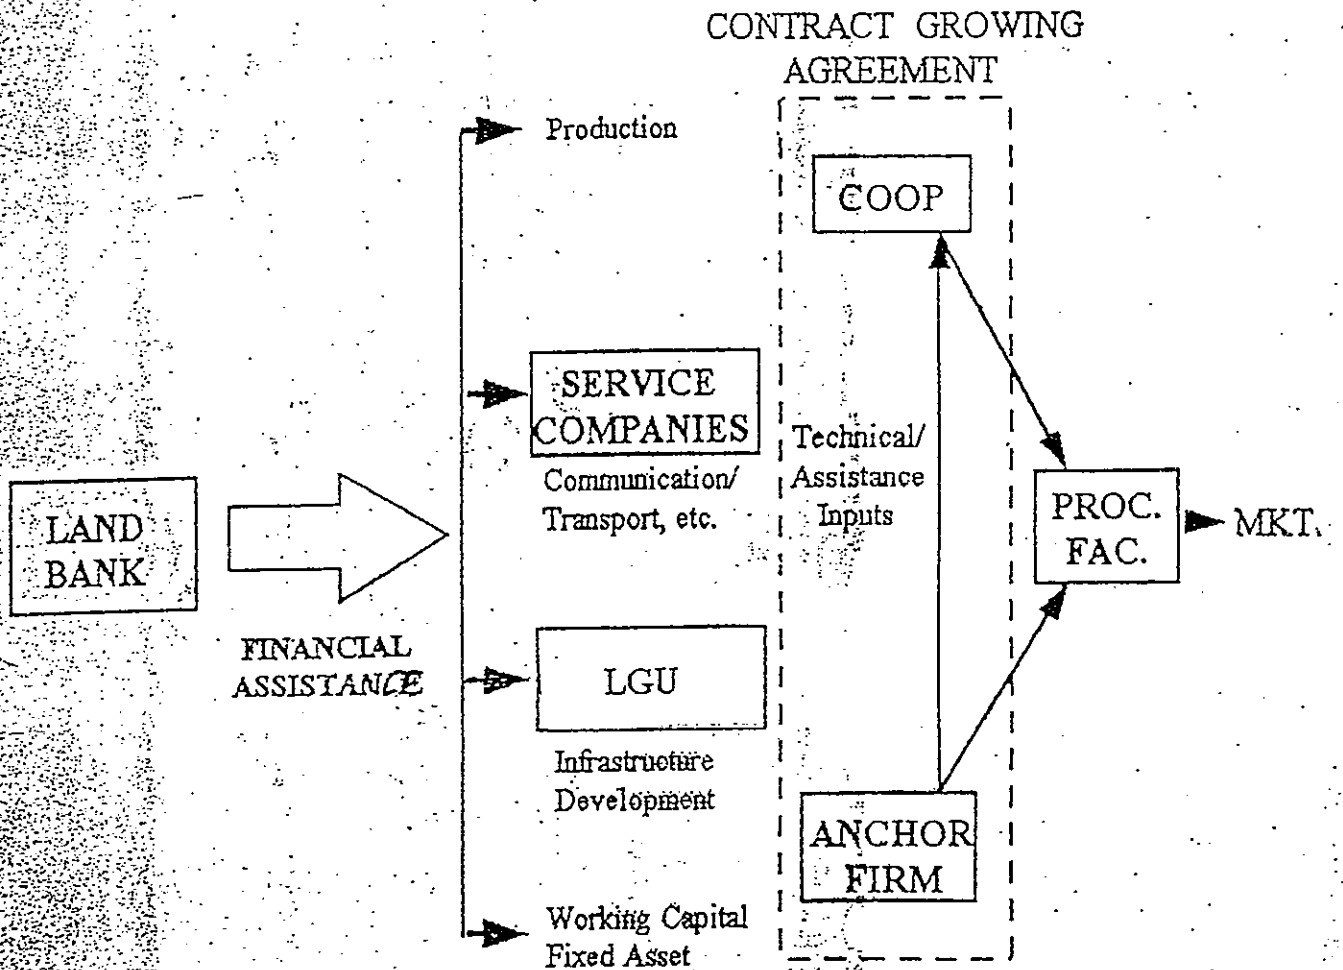 CONTRACT GROWING
AGREEMENT
Production
COOP
SERVICE
COMPANIES
Communication/
Transport, etc.
Technical/
Assistance
Inputs
LAND
BANK
FINANCIAL
ASSISTANCE
PROC.
FAC.
MKT.
LGU
Infrastructure
Development
ANCHOR
FIRM
Working Capital
Fixed Asset